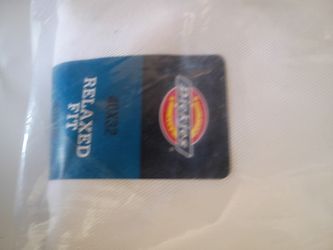 Dickies
40X32
RELAXED
FIT